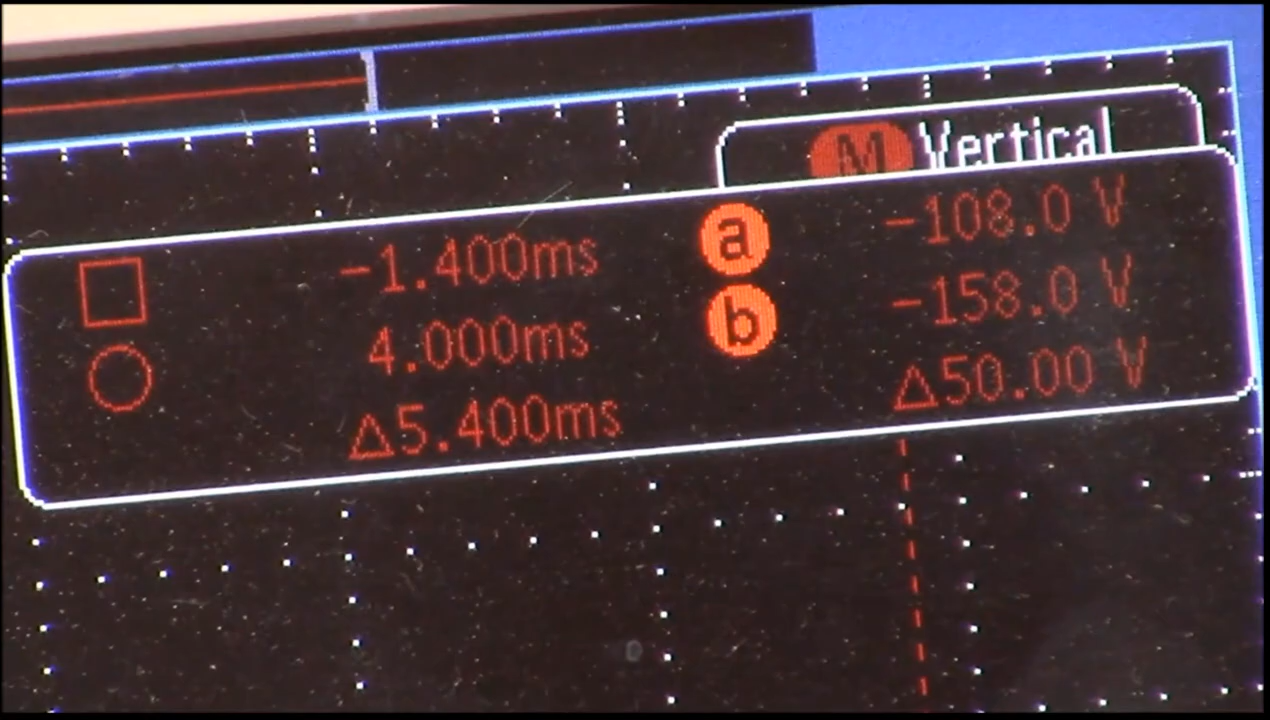 M Vertical
−1.400ms a −108.0 V
4.000ms b −158.0 V
Δ5.400ms Δ50.00 V